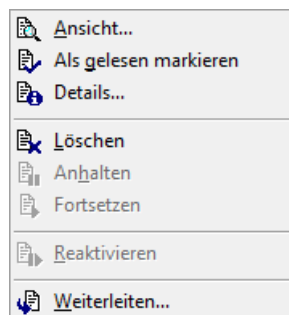 Ansicht...
Als gelesen markieren
Details...
Löschen
Anhalten
Fortsetzen
Reaktivieren
Weiterleiten...